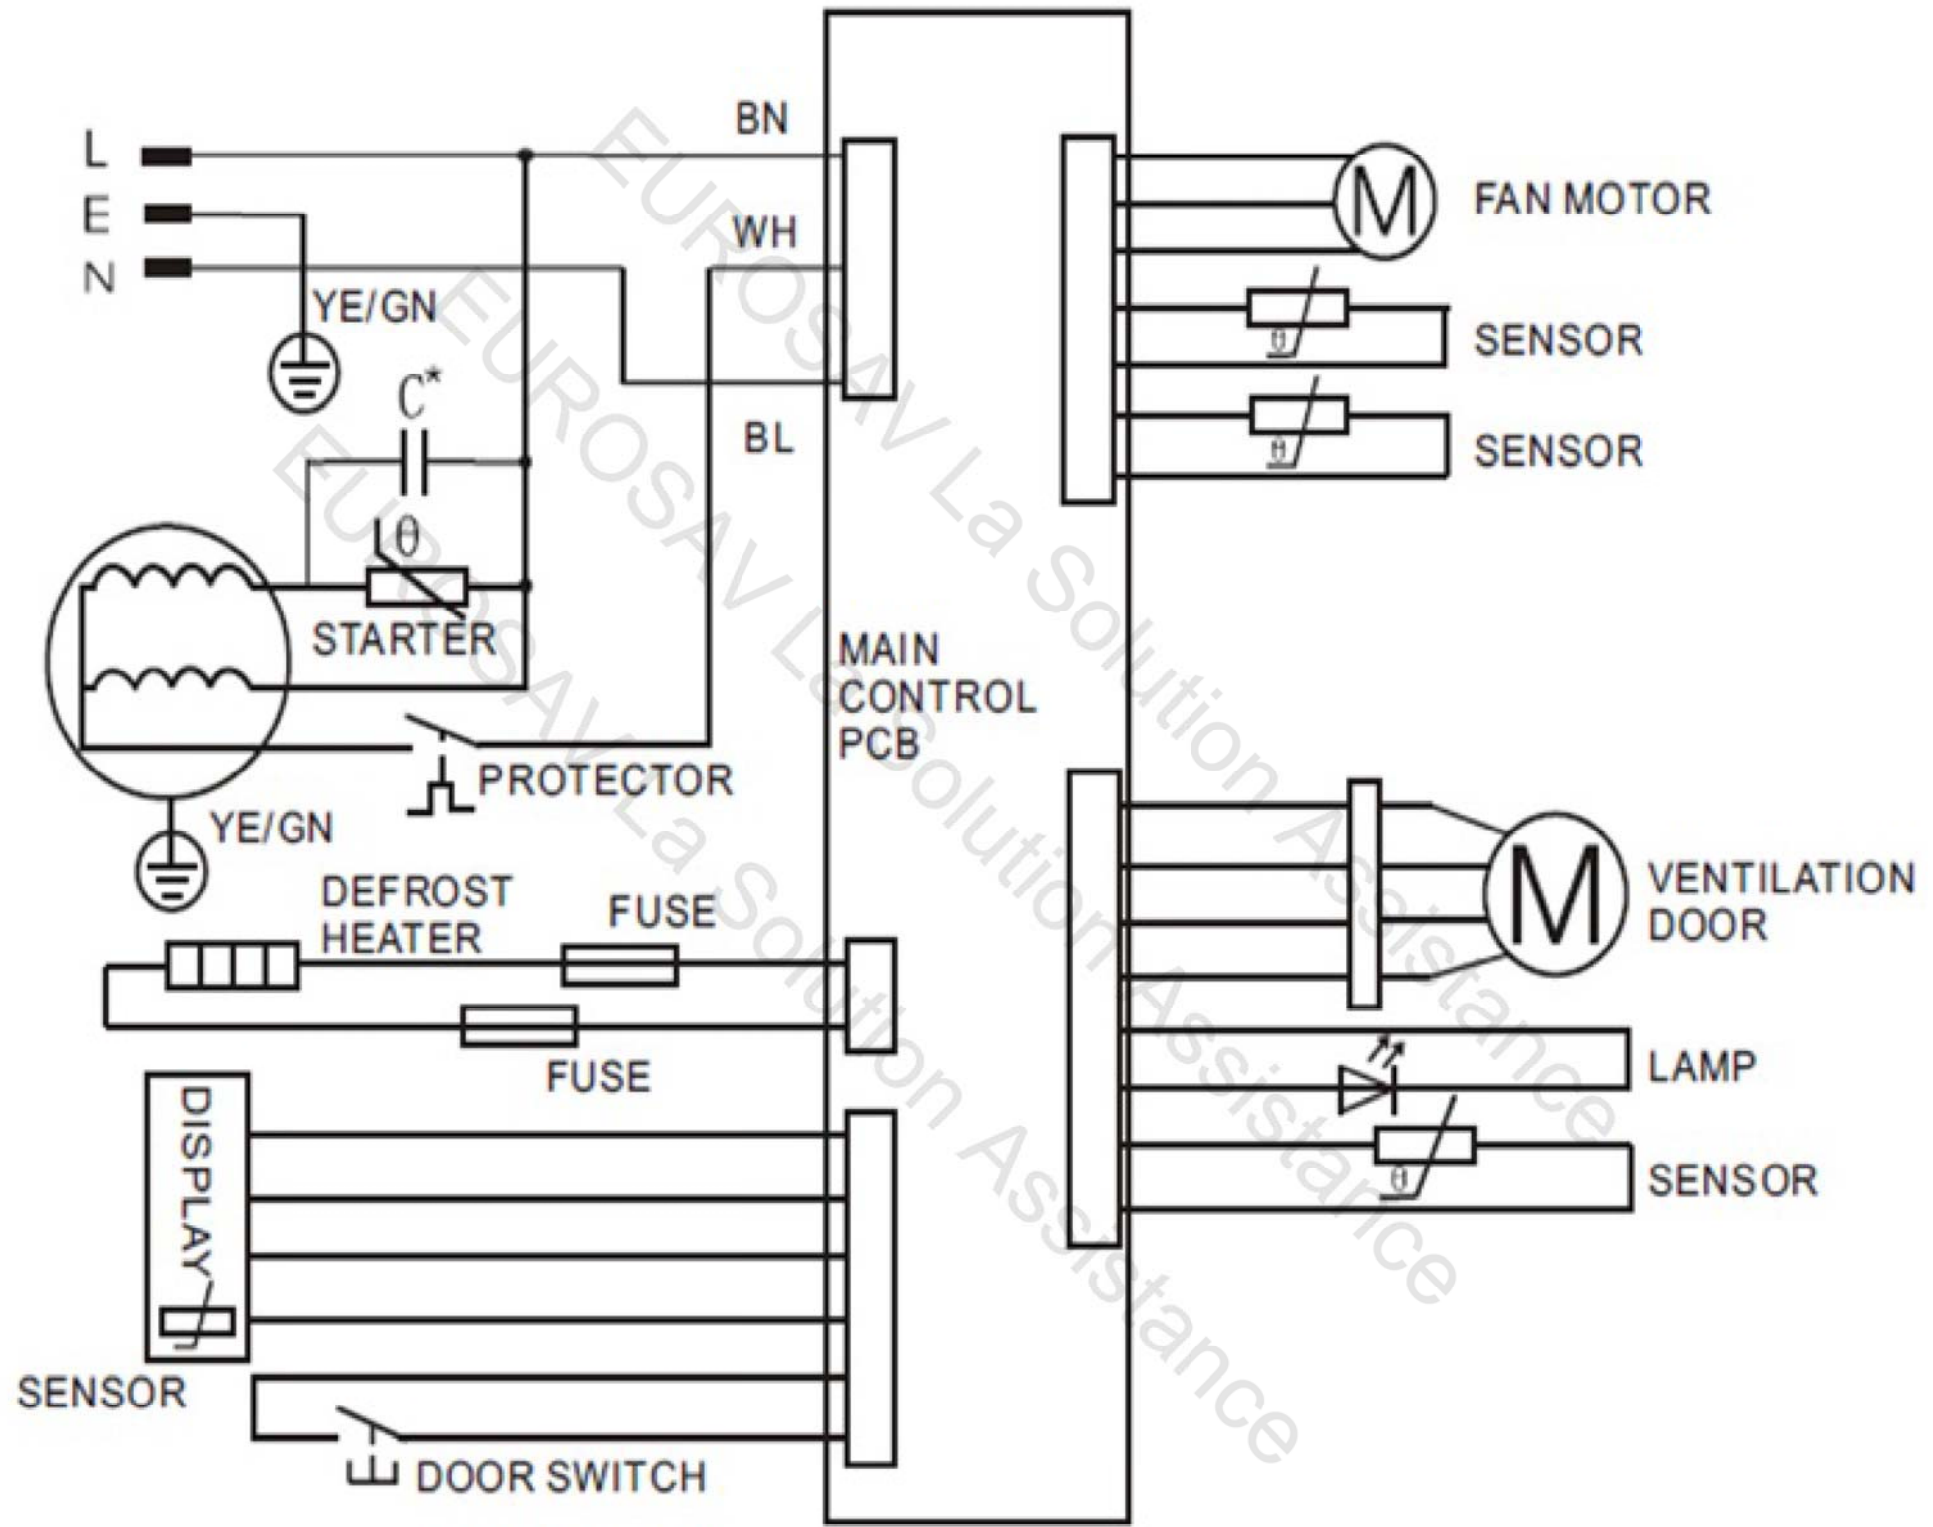 L
E
N
BN
WH
BL
YE/GN
C*
θ
STARTER
PROTECTOR
YE/GN
DEFROST
HEATER
FUSE
FUSE
DISPLAY
SENSOR
DOOR SWITCH
MAIN
CONTROL
PCB
M
FAN MOTOR
θ
SENSOR
θ
SENSOR
M
VENTILATION
DOOR
LAMP
θ
SENSOR
EUROSAV La Solution Assistance
EUROSAV La Solution Assistance
EUROSAV La Solution Assistance